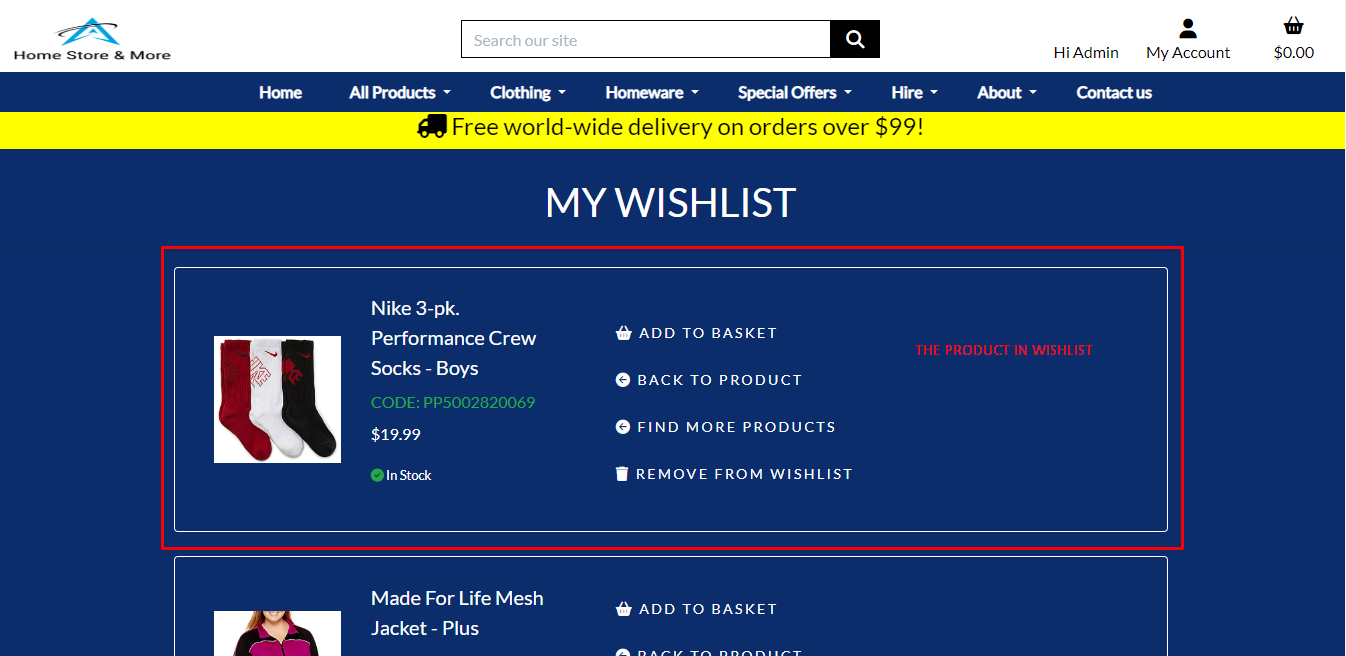 Home Store & More
Search our site
Hi Admin
My Account
$0.00
Home
All Products
Clothing
Homeware
Special Offers
Hire
About
Contact us
Free world-wide delivery on orders over $99!
MY WISHLIST
Nike 3-pk.
Performance Crew
Socks - Boys
CODE: PP5002820069
$19.99
In Stock
ADD TO BASKET
BACK TO PRODUCT
FIND MORE PRODUCTS
REMOVE FROM WISHLIST
THE PRODUCT IN WISHLIST
Made For Life Mesh
Jacket - Plus
ADD TO BASKET
BACK TO PRODUCT